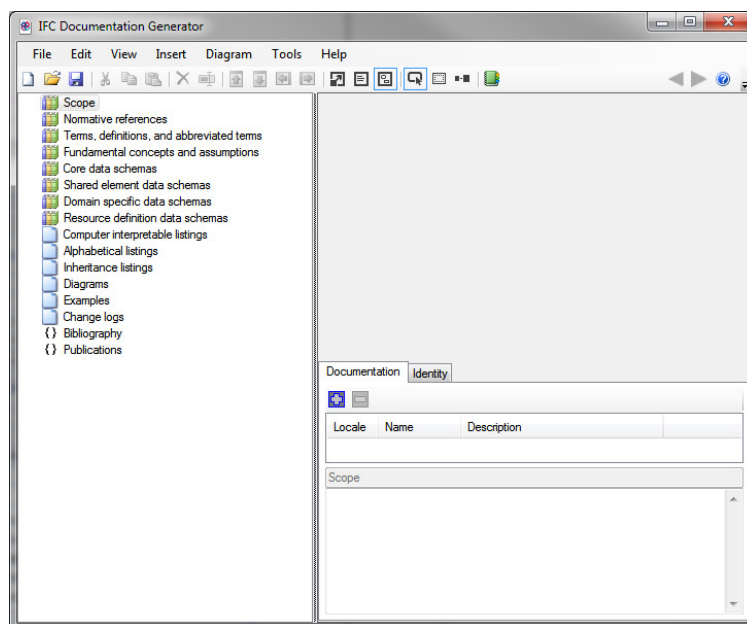 IFC Documentation Generator
File Edit View Insert Diagram Tools Help
Scope
Normative references
Terms, definitions, and abbreviated terms
Fundamental concepts and assumptions
Core data schemas
Shared element data schemas
Domain specific data schemas
Resource definition data schemas
Computer interpretable listings
Alphabetical listings
Inheritance listings
Diagrams
Examples
Change logs
{} Bibliography
{} Publications
Documentation Identity
Locale Name Description
Scope